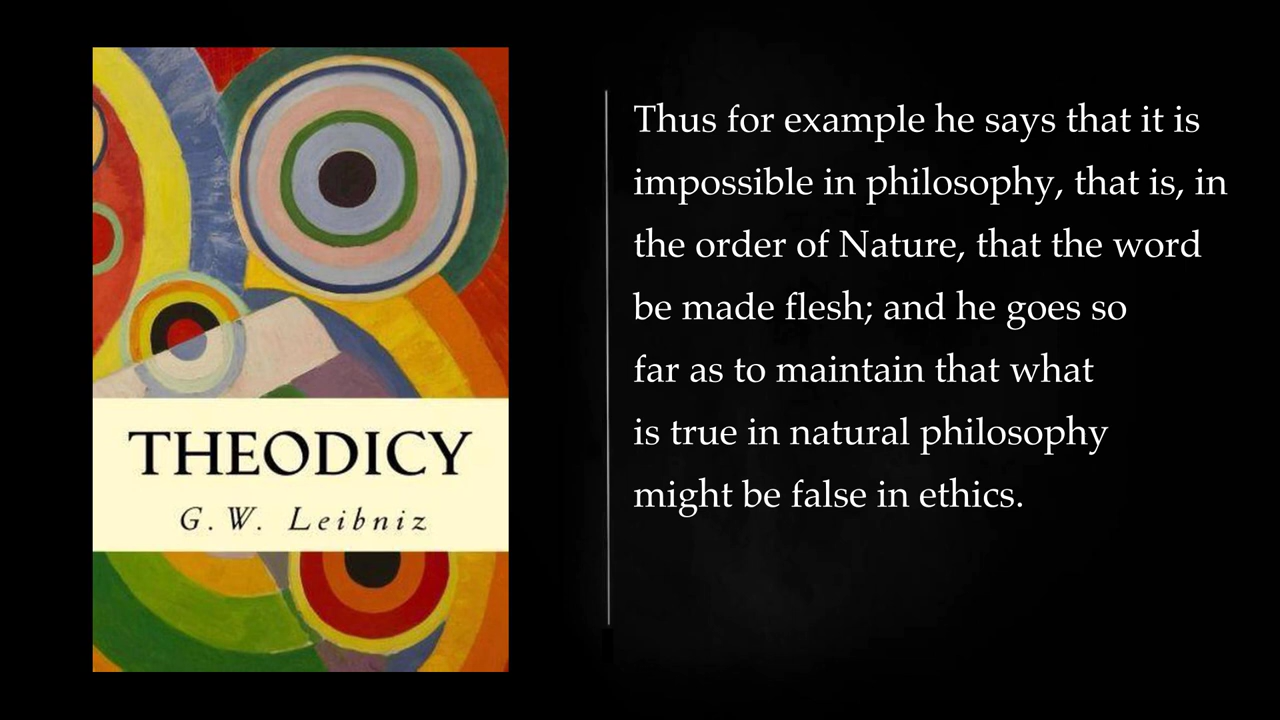 THEODICY
G. W. Leibniz
Thus for example he says that it is
impossible in philosophy, that is, in
the order of Nature, that the word
be made flesh; and he goes so
far as to maintain that what
is true in natural philosophy
might be false in ethics.